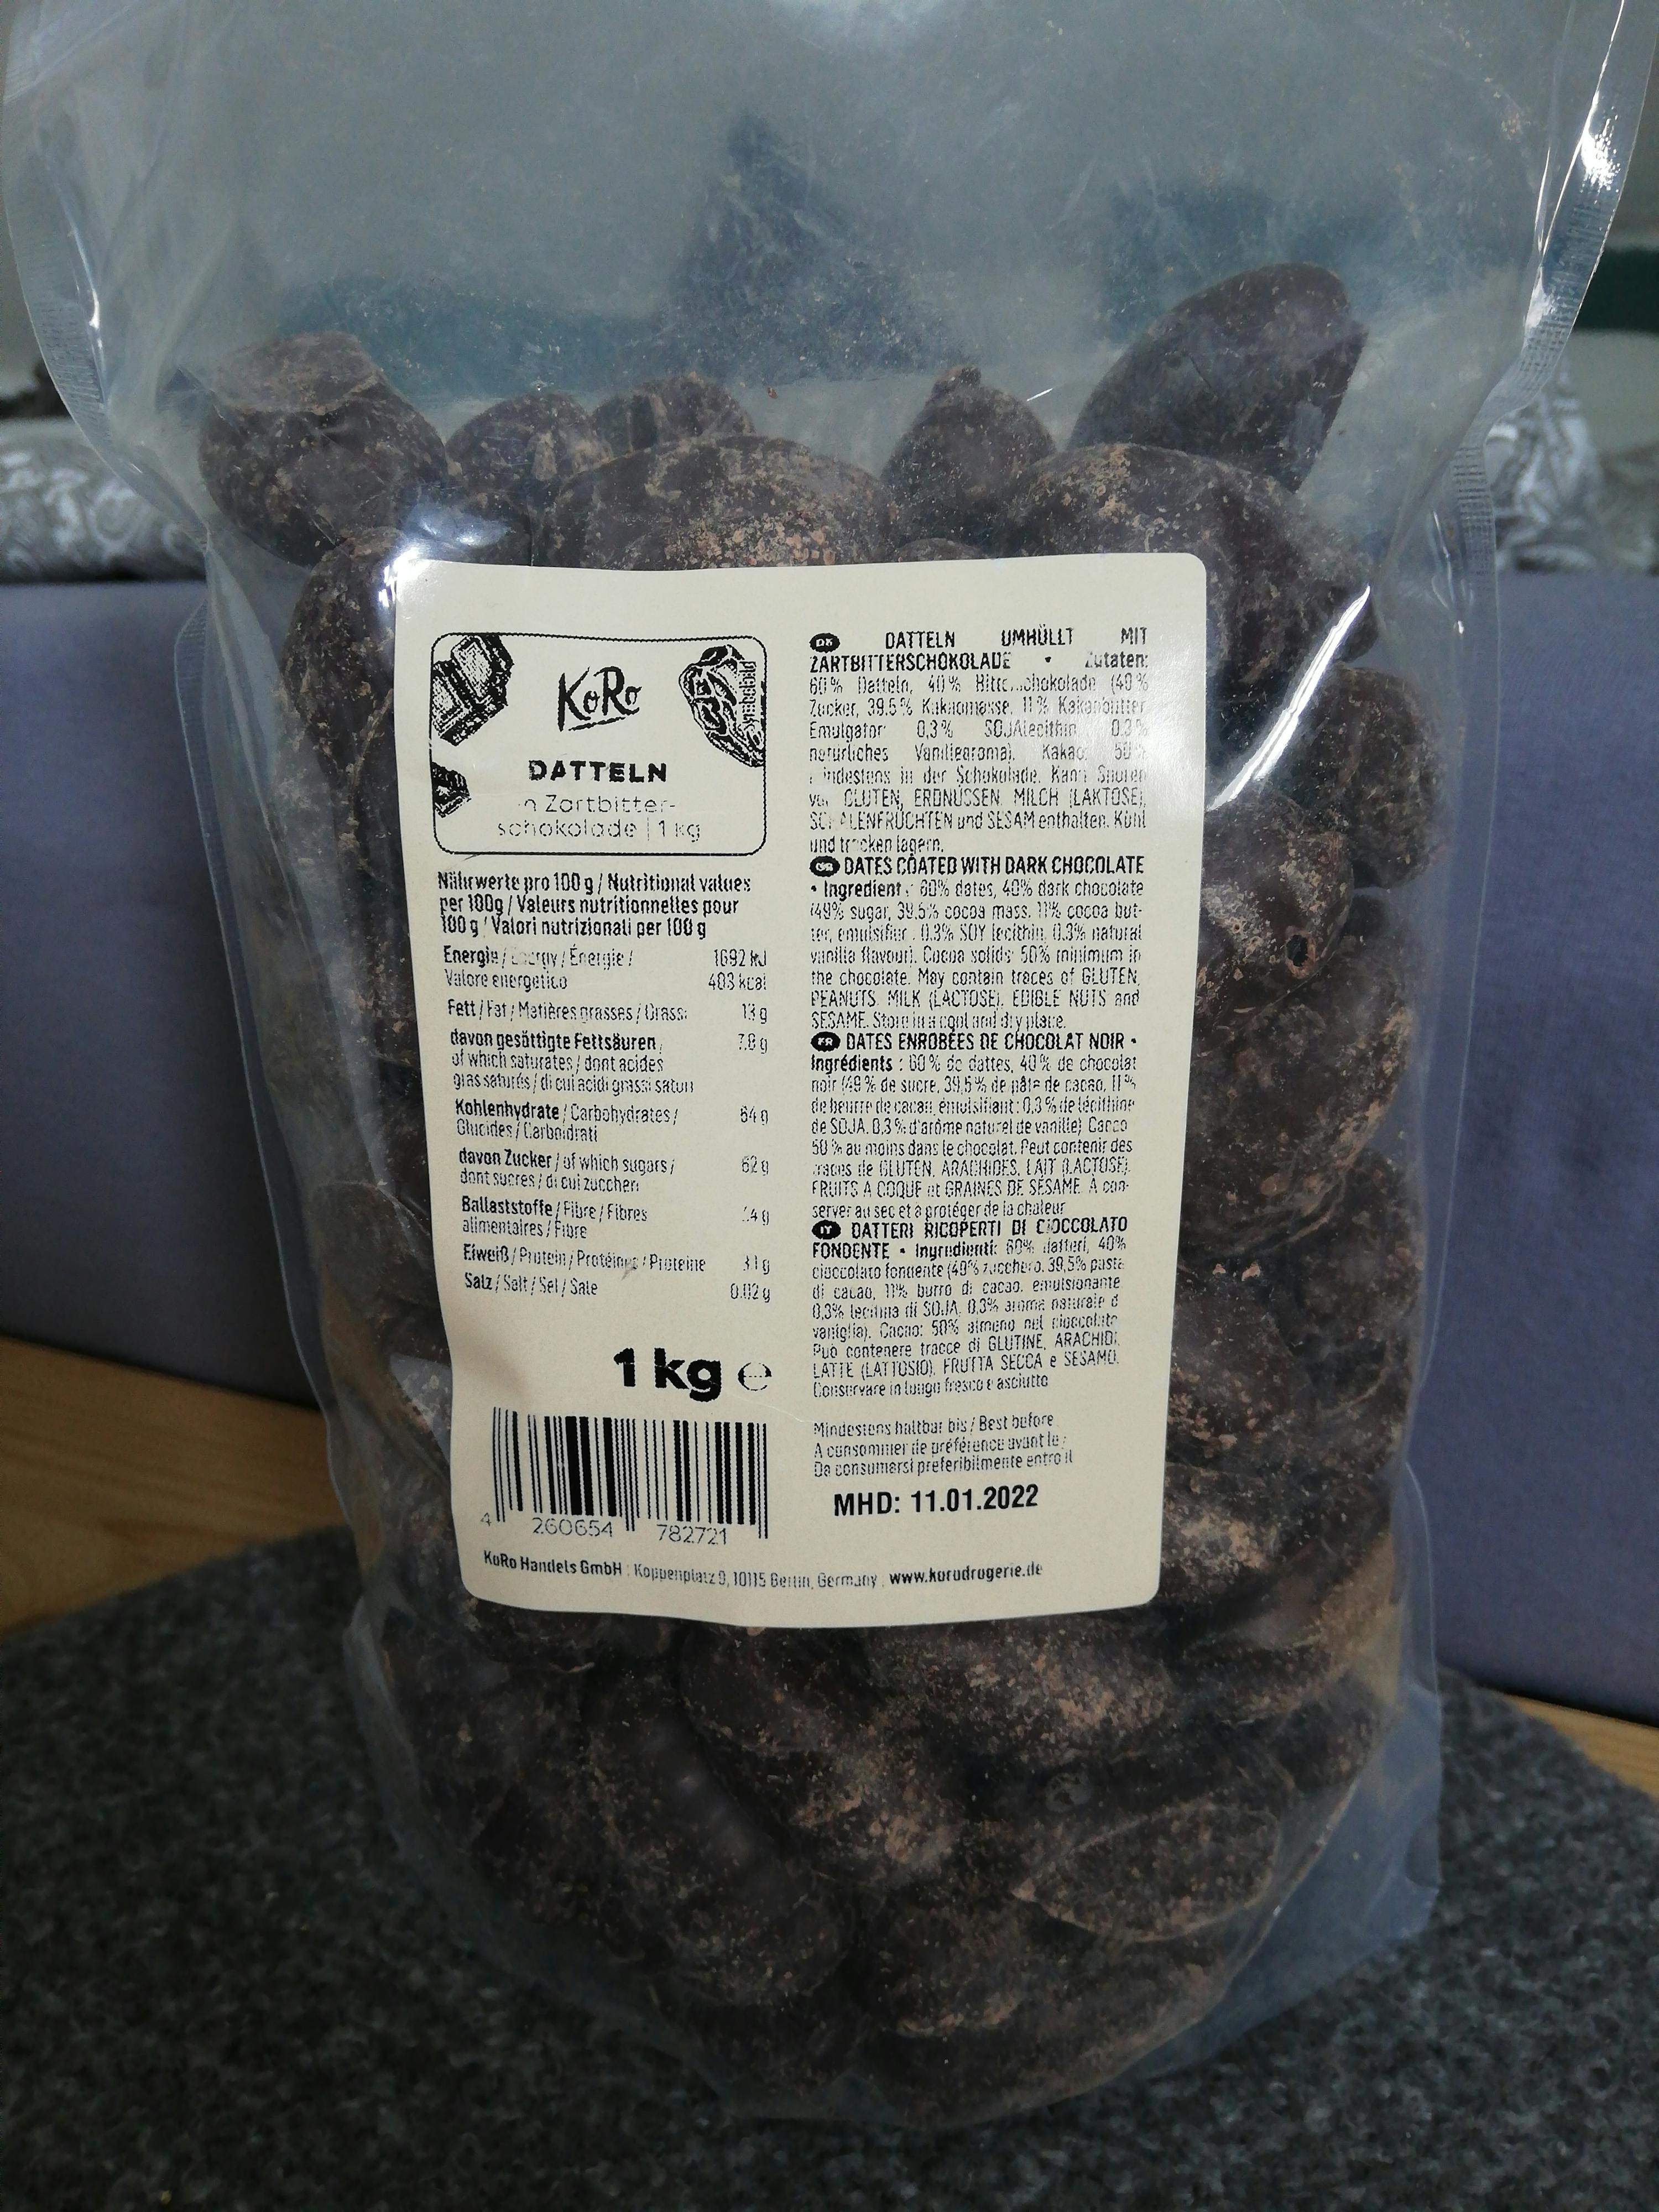 KoRo
DATTELN
in Zartbitter-
schokolade | 1 kg
Nährwerte pro 100 g / Nutritional values
per 100g / Valeurs nutritionnelles pour
100 g / Valori nutrizionali per 100 g
Energie / Energy / Énergie / 1692 kJ
Valore energetico 403 kcal
Fett / Fat / Matières grasses / Grassi 13 g
davon gesättigte Fettsäuren / 7,8 g
of which saturates / dont acides
gras saturés / di cui acidi grassi saturi
Kohlenhydrate / Carbohydrates / 64 g
Glucides / Carboidrati
davon Zucker / of which sugars / 62 g
dont sucres / di cui zuccheri
Ballaststoffe / Fibre / Fibres
alimentaires / Fibre
Eiweiß / Protein / Protéines / Proteine 3,1 g
Salz / Salt / Sel / Sale 0,02 g
1 kg ℮
4 260654 782721
KoRo Handels GmbH | Koppenplatz 9, 10115 Berlin, Germany | www.korodrogerie.de
DATTELN UMHÜLLT MIT
ZARTBITTERSCHOKOLADE • Zutaten:
60 % Datteln, 40 % (49 %
Zucker, 39,5 % Kakaomasse, 11 % Kakaobutter
Emulgator: 0,3 % SOJAlecithin 0,3 %
natürliches Vanillearoma). Kakao: 50 %
mindestens in der Schokolade. Kann Spuren
von GLUTEN, ERDNÜSSEN, MILCH (LAKTOSE),
SCHALENFRÜCHTEN und SESAM enthalten. Kühl
und trocken lagern.
GB DATES COATED WITH DARK CHOCOLATE
• Ingredients: 60% dates, 40% dark chocolate
(49% sugar, 39,5% cocoa mass, 11% cocoa but-
ter, emulsifier: 0,3% SOY lecithin, 0,3% natural
vanilla flavour). Cocoa solids: 50% minimum in
the chocolate. May contain traces of GLUTEN,
PEANUTS, MILK (LACTOSE), EDIBLE NUTS and
SESAME. Store in a cool and dry place.
FR DATES ENROBÉES DE CHOCOLAT NOIR •
Ingrédients : 60 % de dattes, 40 % de chocolat
noir (49 % de sucre, 39,5 % de pâte de cacao, 11 %
de beurre de cacao, émulsifiant : 0,3 % de lécithine
de SOJA, 0,3 % d'arôme naturel de vanille) Cacao:
50 % au moins dans le chocolat. Peut contenir des
traces de GLUTEN, ARACHIDES, LAIT (LACTOSE),
FRUITS À COQUE et GRAINES DE SÉSAME. À con-
server au sec et à protéger de la chaleur
IT DATTERI RICOPERTI DI CIOCCOLATO
FONDENTE • Ingredienti: 60% datteri, 40%
cioccolato fondente (49% zucchero, 39,5% pasta
di cacao, 11% burro di cacao, emulsionante
0,3% lecitina di SOJA, 0,3% aroma naturale di
vaniglia). Cacao: 50% almeno nel cioccolato
Può contenere tracce di GLUTINE, ARACHIDI,
LATTE (LATTOSIO), FRUTTA SECCA e SESAMO.
Conservare in luogo fresco e asciutto
Mindestens haltbar bis / Best before
A consommer de préférence avant le /
Da consumarsi preferibilmente entro il
MHD: 11.01.2022